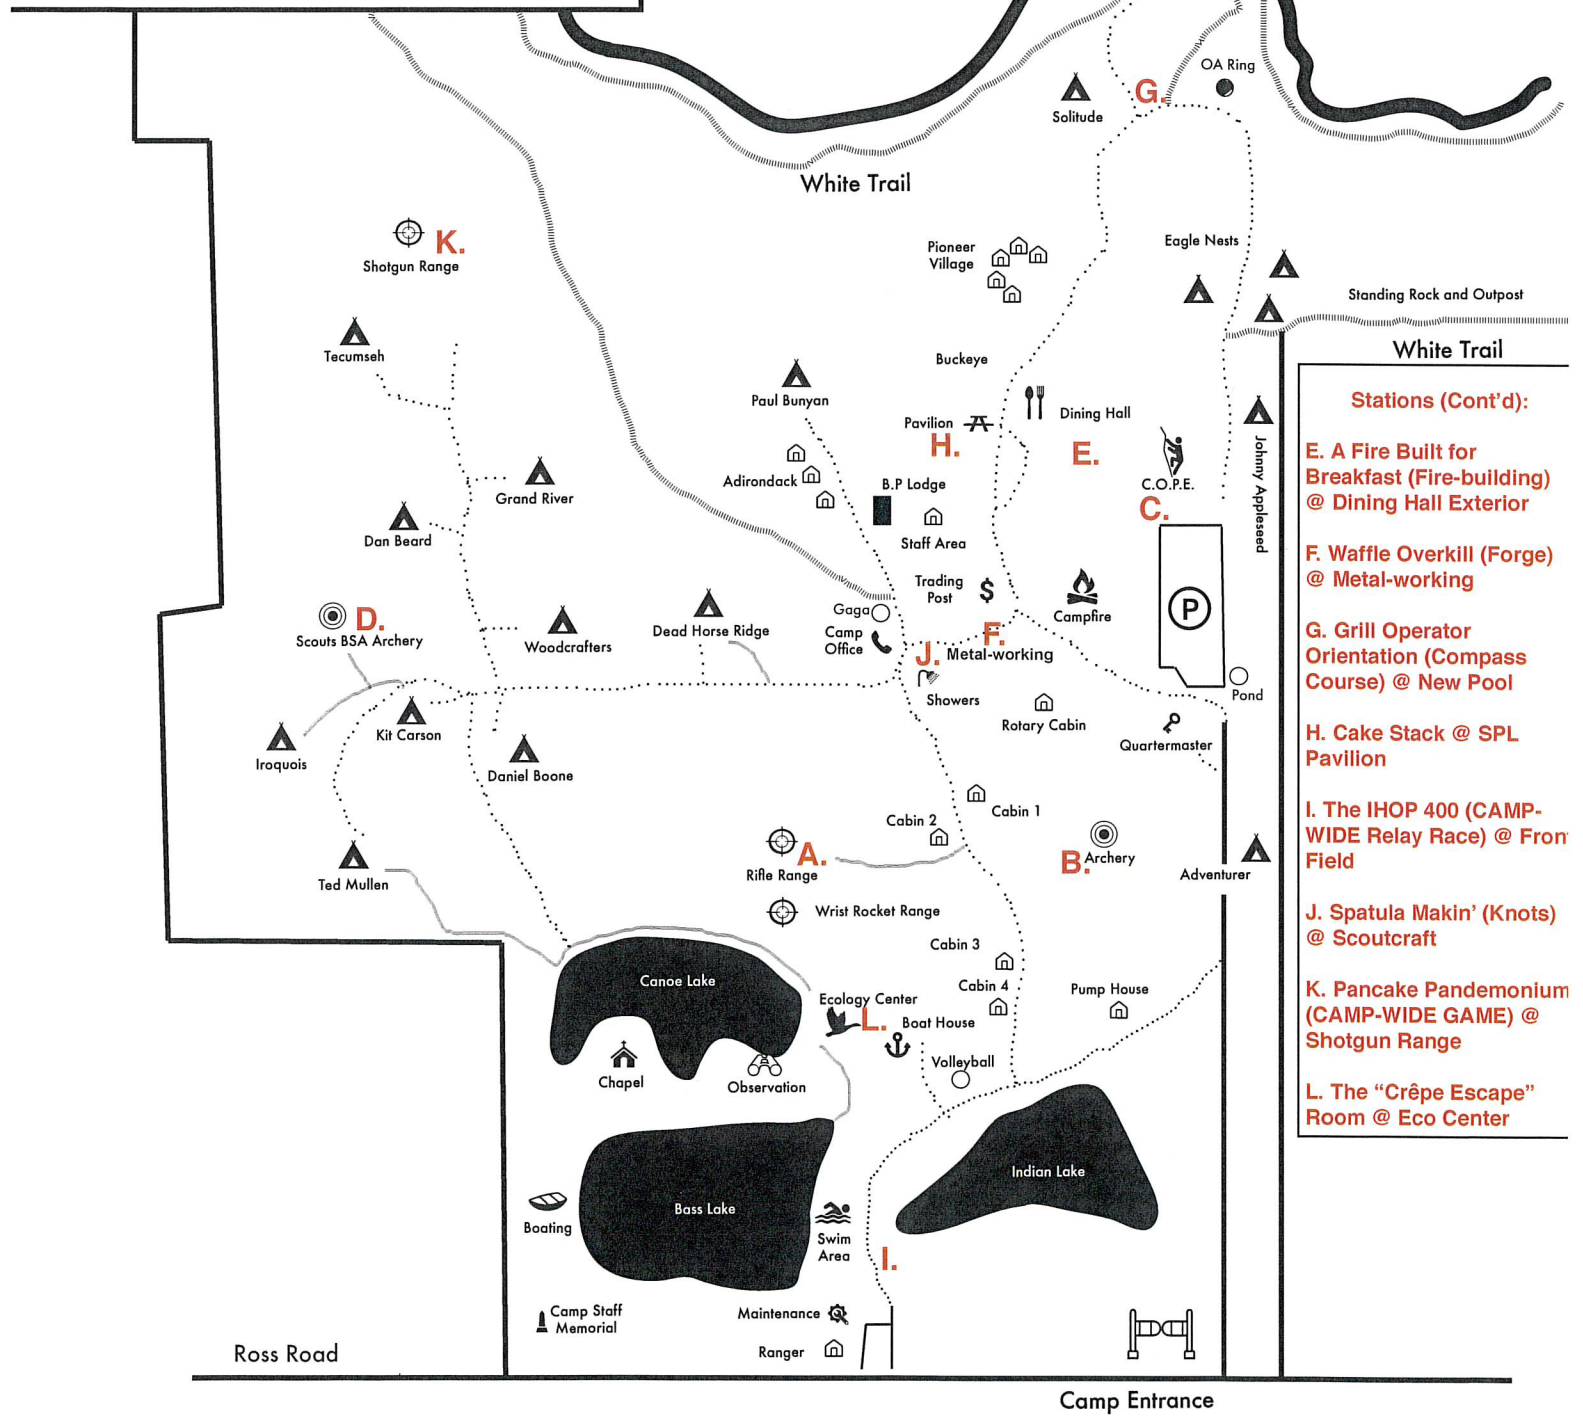 OA Ring
G.
Solitude
White Trail
K.
Shotgun Range
Pioneer
Village
Eagle Nests
Standing Rock and Outpost
White Trail
Tecumseh
Buckeye
Paul Bunyan
Dining Hall
Pavilion
H.
E.
Johnny Appleseed
Adirondack
B.P Lodge
C.O.P.E.
C.
Grand River
Dan Beard
Staff Area
Trading
Post
$
Campfire
P
Gaga
Camp
Office
F.
J.
Metal-working
D.
Scouts BSA Archery
Woodcrafters
Dead Horse Ridge
Showers
Rotary Cabin
Pond
Kit Carson
Quartermaster
Iroquois
Daniel Boone
Cabin 1
Cabin 2
A.
Rifle Range
B.
Archery
Adventurer
Ted Mullen
Wrist Rocket Range
Cabin 3
Cabin 4
Canoe Lake
Pump House
Ecology Center
L.
Boat House
Volleyball
Chapel
Observation
Indian Lake
Bass Lake
Boating
Swim
Area
I.
Camp Staff
Memorial
Maintenance
Ranger
Ross Road
Camp Entrance
Stations (Cont'd):
E. A Fire Built for
Breakfast (Fire-building)
@ Dining Hall Exterior
F. Waffle Overkill (Forge)
@ Metal-working
G. Grill Operator
Orientation (Compass
Course) @ New Pool
H. Cake Stack @ SPL
Pavilion
I. The IHOP 400 (CAMP-
WIDE Relay Race) @ Front
Field
J. Spatula Makin' (Knots)
@ Scoutcraft
K. Pancake Pandemonium
(CAMP-WIDE GAME) @
Shotgun Range
L. The "Crêpe Escape"
Room @ Eco Center